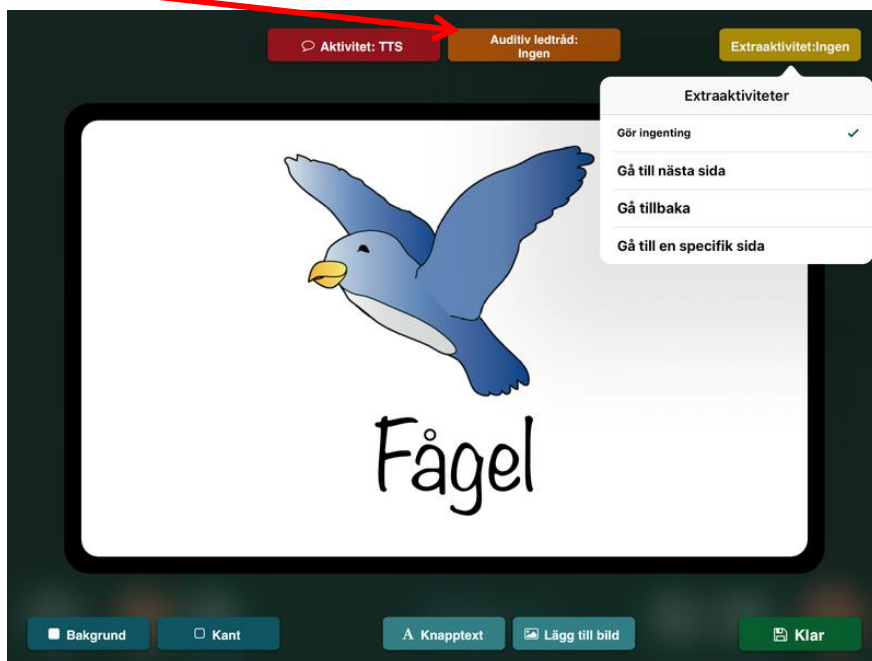 Aktivitet: TTS
Auditiv ledtråd:
Ingen
Extraaktivitet:Ingen
Extraaktiviteter
Gör ingenting
Gå till nästa sida
Gå tillbaka
Gå till en specifik sida
Fågel
Bakgrund
Kant
A Knapptext
Lägg till bild
Klar